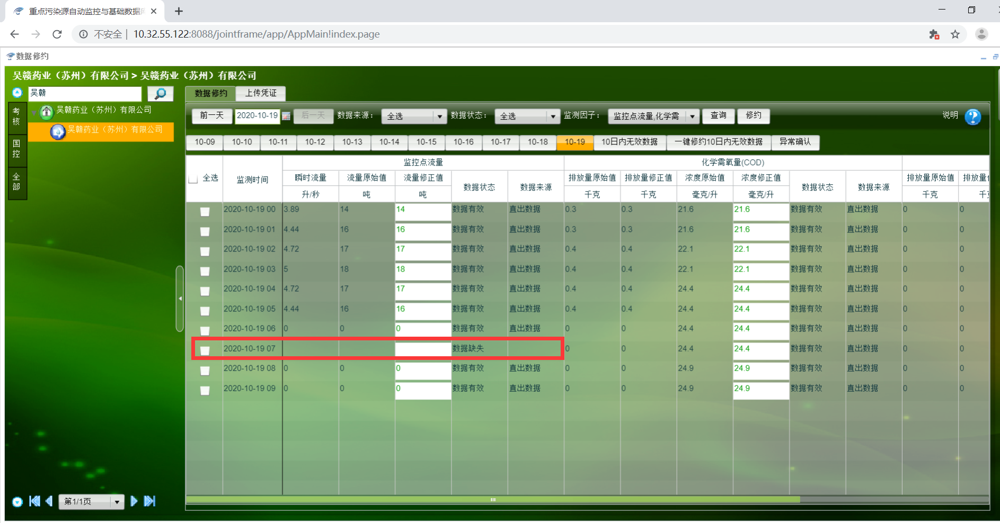 重点污染源自动监控与基础数据库
不安全 | 10.32.55.122:8088/jointframe/app/AppMain!index.page
数据修约
吴赣药业（苏州）有限公司 > 吴赣药业（苏州）有限公司
吴赣
考核
国控
全部
吴赣药业（苏州）有限公司
吴赣药业（苏州）有限公司
第1/1页
数据修约 上传凭证
前一天 2020-10-19 后一天 数据来源： 全选 数据状态： 全选 监测因子： 监控点流量,化学需 查询 修约 说明
10-09 10-10 10-11 10-12 10-13 10-14 10-15 10-16 10-17 10-18 10-19 10日内无效数据 一键修约10日内无效数据 异常确认
监控点流量 化学需氧量(COD)
全选 监测时间 瞬时流量 流量原始值 流量修正值 数据状态 数据来源 排放量原始值 排放量修正值 浓度原始值 浓度修正值 数据状态 数据来源 排放量原始值 排放量
升/秒 吨 吨 千克 千克 毫克/升 毫克/升 千克 千
2020-10-19 00 3.89 14 14 数据有效 直出数据 0.3 0.3 21.6 21.6 数据有效 直出数据 0 0
2020-10-19 01 4.44 16 16 数据有效 直出数据 0.3 0.3 21.6 21.6 数据有效 直出数据 0 0
2020-10-19 02 4.72 17 17 数据有效 直出数据 0.4 0.4 22.1 22.1 数据有效 直出数据 0 0
2020-10-19 03 5 18 18 数据有效 直出数据 0.4 0.4 22.1 22.1 数据有效 直出数据 0 0
2020-10-19 04 4.72 17 17 数据有效 直出数据 0.4 0.4 24.4 24.4 数据有效 直出数据 0 0
2020-10-19 05 4.44 16 16 数据有效 直出数据 0.4 0.4 24.4 24.4 数据有效 直出数据 0 0
2020-10-19 06 0 0 0 数据有效 直出数据 0 0 24.4 24.4 数据有效 直出数据 0 0
2020-10-19 07 数据缺失 0 0 24.4 24.4 数据有效 直出数据 0 0
2020-10-19 08 0 0 0 数据有效 直出数据 0 0 24.9 24.9 数据有效 直出数据 0 0
2020-10-19 09 0 0 0 数据有效 直出数据 0 0 24.9 24.9 数据有效 直出数据 0 0